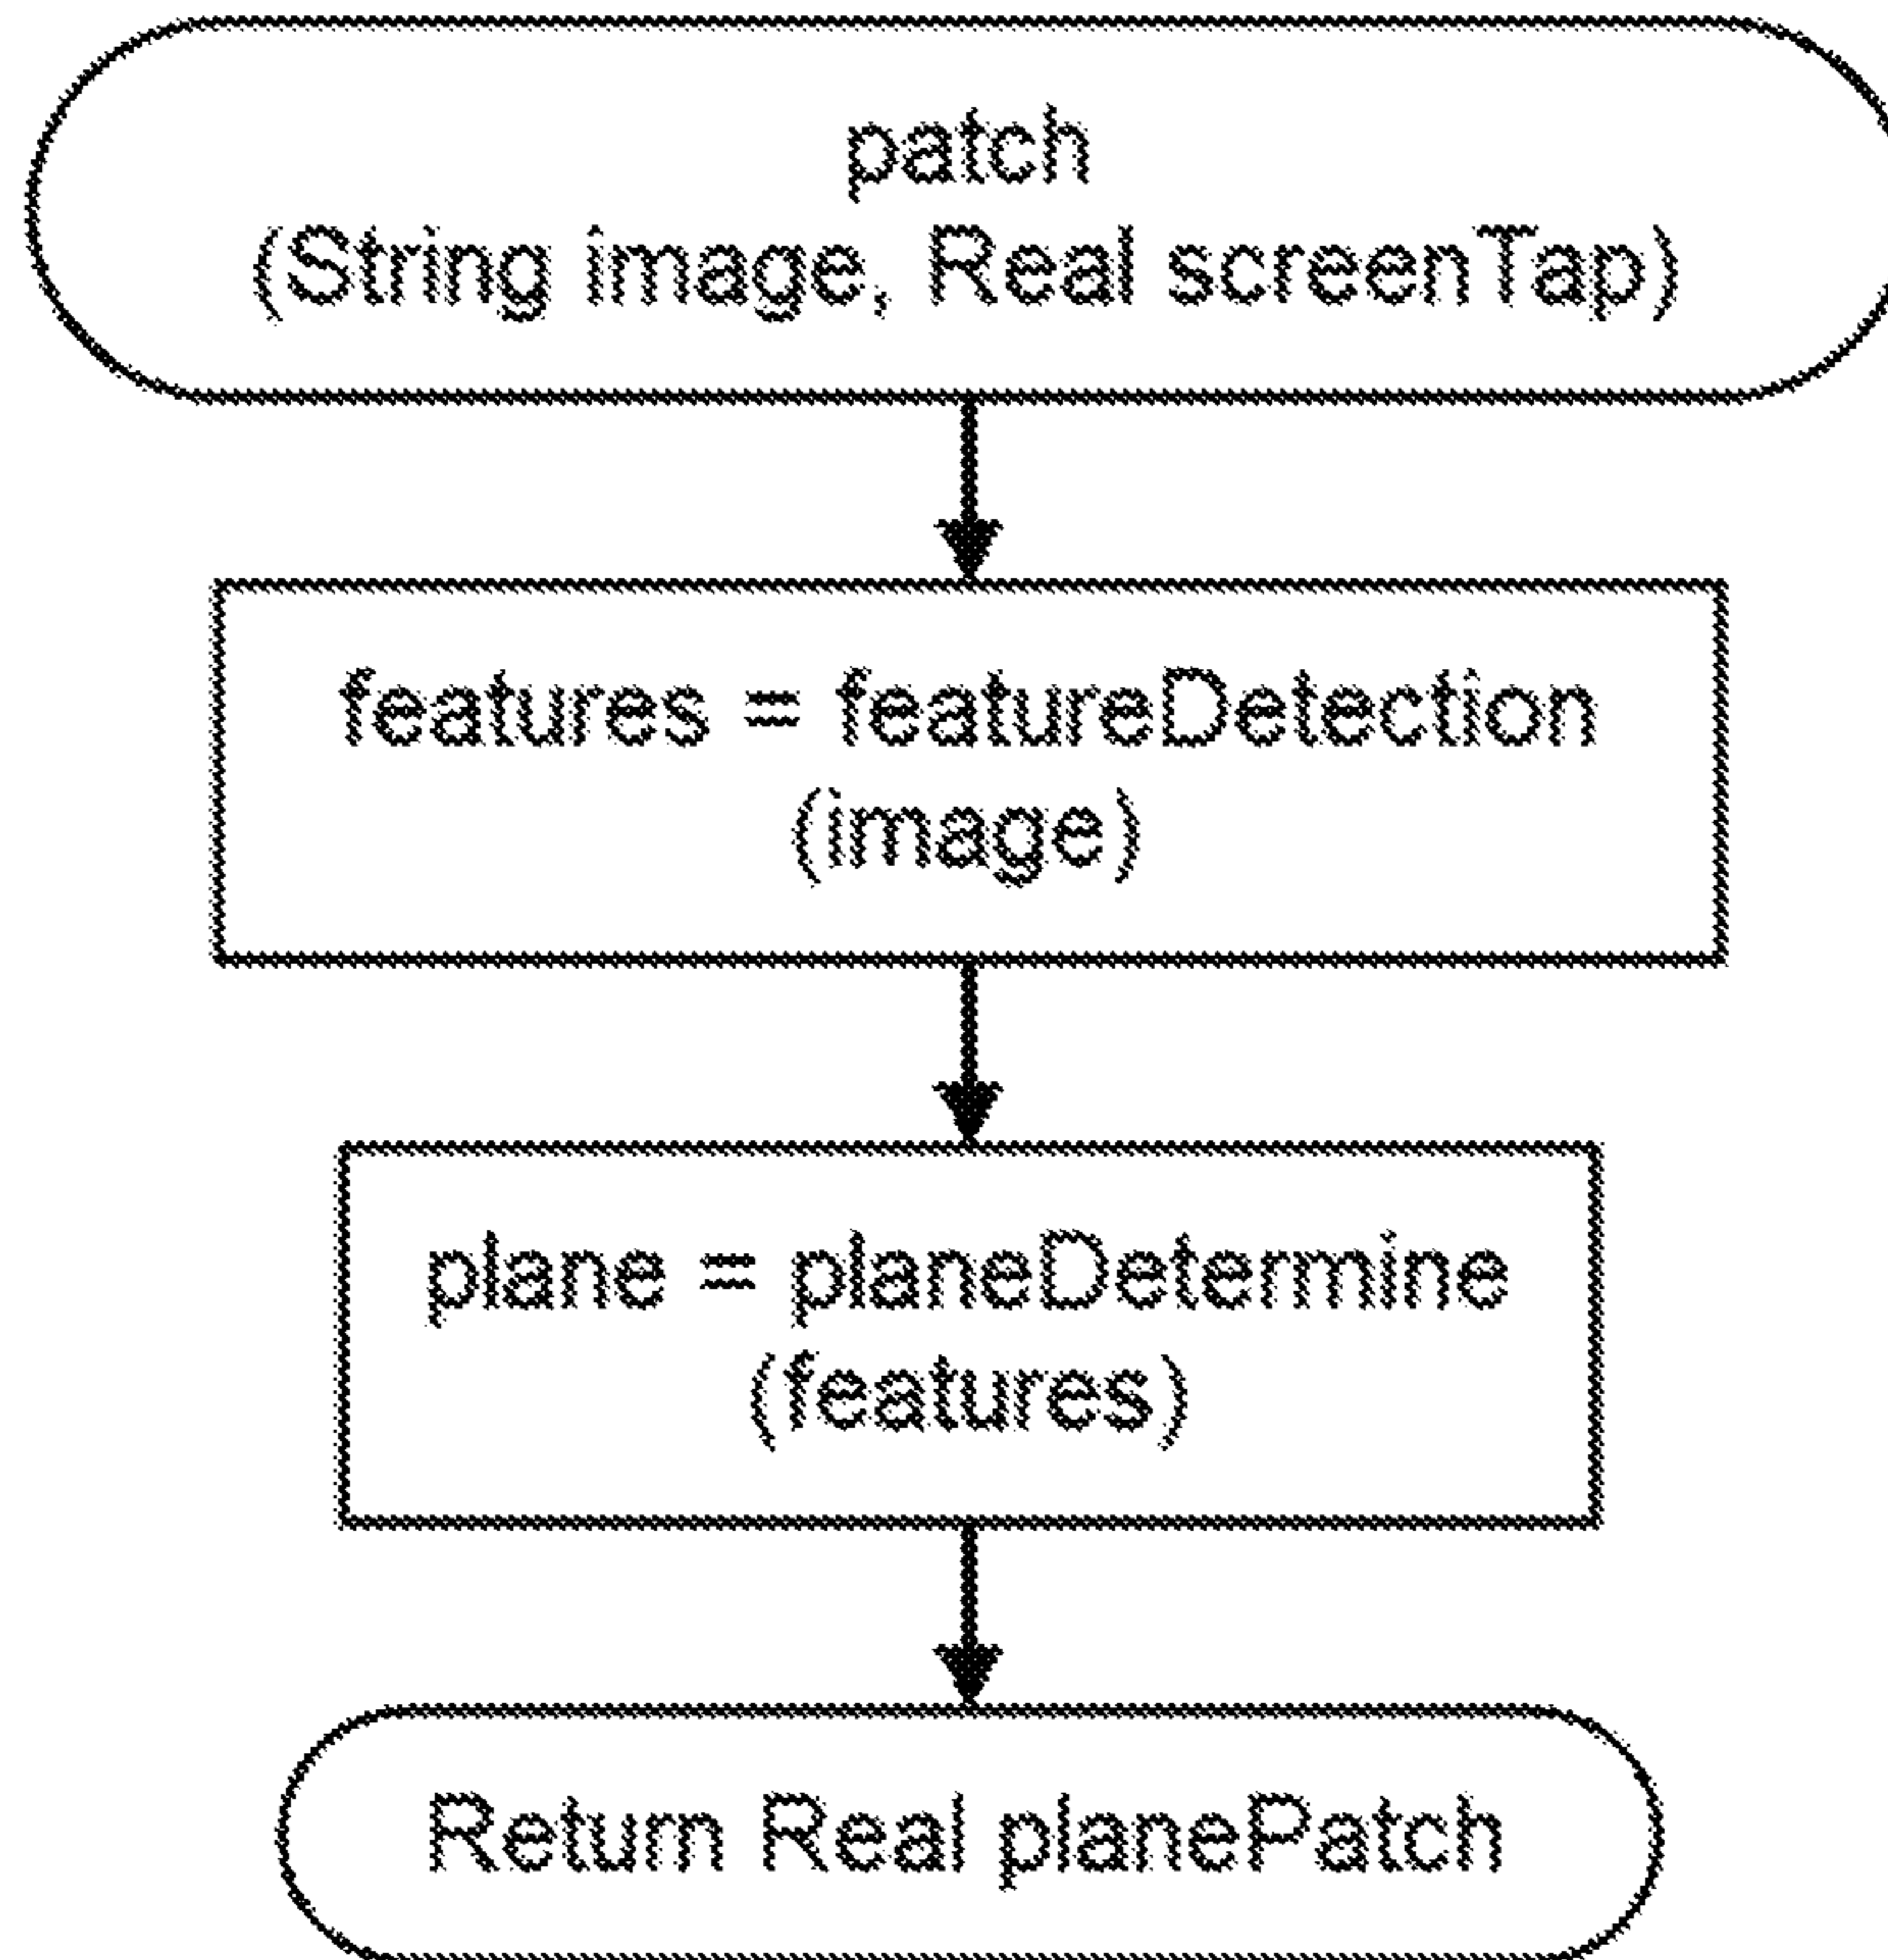 patch
(String image, Real screenTap)
features = featureDetection
(image)
plane = planeDetermine
(features)
Return Real planePatch